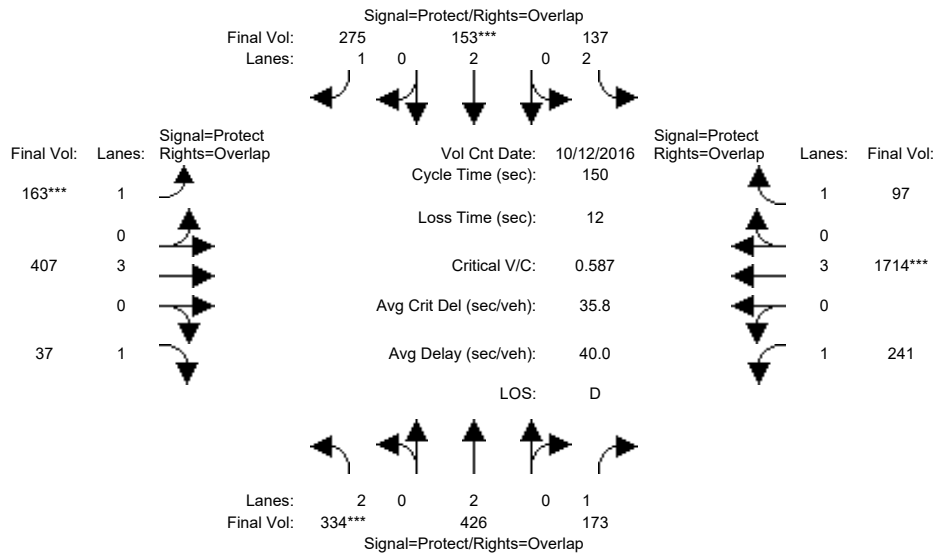 Signal=Protect/Rights=Overlap
Final Vol: 275 153*** 137
Lanes: 1 0 2 0 2
Signal=Protect
Final Vol: Lanes: Rights=Overlap
Vol Cnt Date: 10/12/2016
Signal=Protect
Rights=Overlap Lanes: Final Vol:
Cycle Time (sec): 150
163*** 1
1 97
Loss Time (sec): 12
0
0
407 3
Critical V/C: 0.587
3 1714***
0
Avg Crit Del (sec/veh): 35.8
0
37 1
Avg Delay (sec/veh): 40.0
1 241
LOS: D
Lanes: 2 0 2 0 1
Final Vol: 334*** 426 173
Signal=Protect/Rights=Overlap